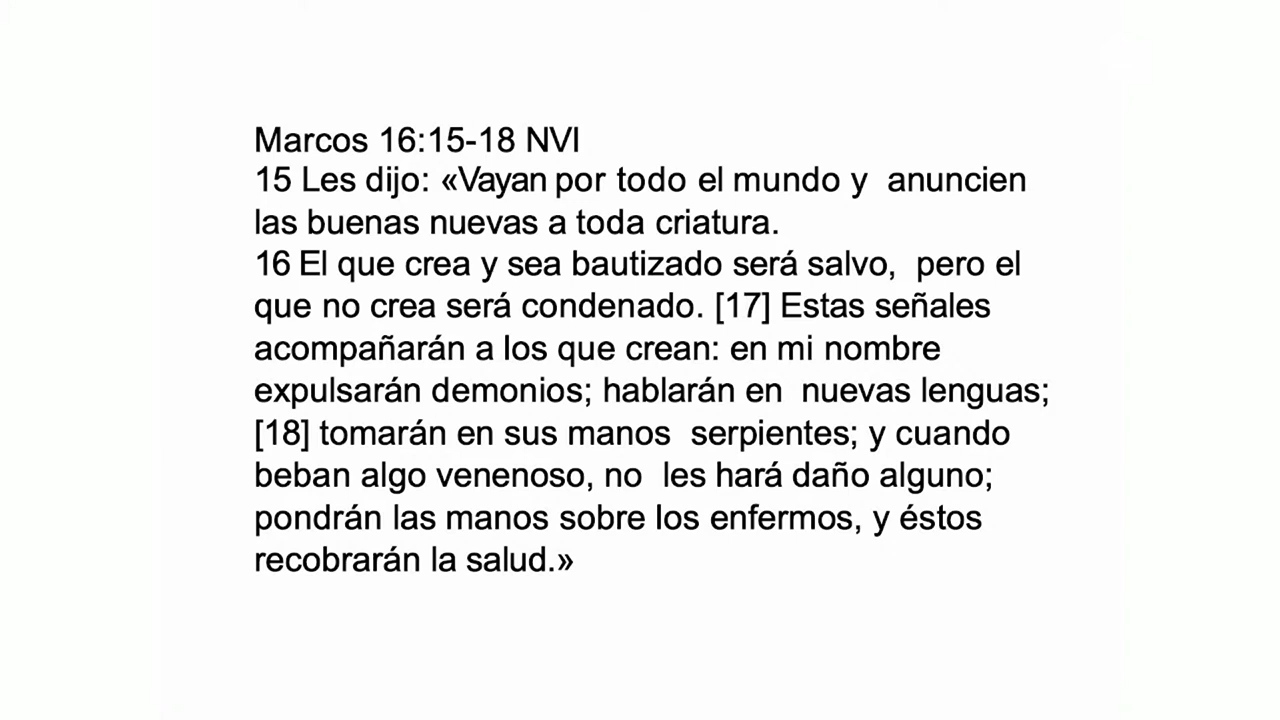 Marcos 16:15-18 NVI
15 Les dijo: «Vayan por todo el mundo y anuncien
las buenas nuevas a toda criatura.
16 El que crea y sea bautizado será salvo, pero el
que no crea será condenado. [17] Estas señales
acompañarán a los que crean: en mi nombre
expulsarán demonios; hablarán en nuevas lenguas;
[18] tomarán en sus manos serpientes; y cuando
beban algo venenoso, no les hará daño alguno;
pondrán las manos sobre los enfermos, y éstos
recobrarán la salud.»